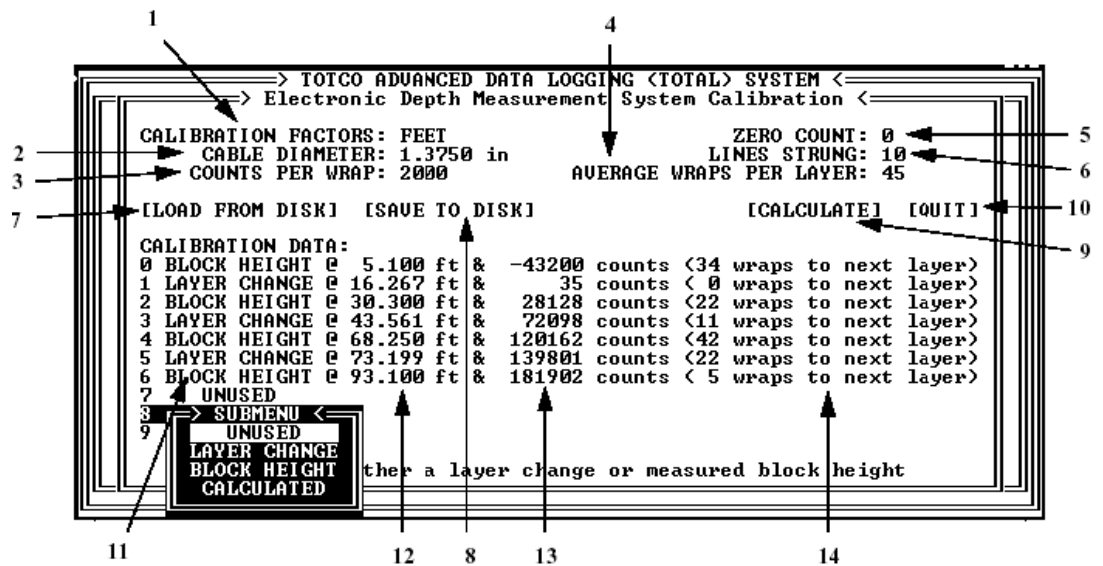 1
4
=> TOTCO ADVANCED DATA LOGGING (TOTAL) SYSTEM <=
=> Electronic Depth Measurement System Calibration <=
CALIBRATION FACTORS: FEET ZERO COUNT: 0 5
2 CABLE DIAMETER: 1.3750 in LINES STRUNG: 10 6
3 COUNTS PER WRAP: 2000 AVERAGE WRAPS PER LAYER: 45
7 [LOAD FROM DISK] [SAVE TO DISK] [CALCULATE] [QUIT] 10
9
CALIBRATION DATA:
0 BLOCK HEIGHT @ 5.100 ft & -43200 counts (34 wraps to next layer)
1 LAYER CHANGE @ 16.267 ft & 35 counts ( 0 wraps to next layer)
2 BLOCK HEIGHT @ 30.300 ft & 28128 counts (22 wraps to next layer)
3 LAYER CHANGE @ 43.561 ft & 72098 counts (11 wraps to next layer)
4 BLOCK HEIGHT @ 68.250 ft & 120162 counts (42 wraps to next layer)
5 LAYER CHANGE @ 73.199 ft & 139801 counts (22 wraps to next layer)
6 BLOCK HEIGHT @ 93.100 ft & 181902 counts ( 5 wraps to next layer)
7 UNUSED
8 => SUBMENU <=
9 UNUSED
LAYER CHANGE
BLOCK HEIGHT ther a layer change or measured block height
CALCULATED
11 12 8 13 14